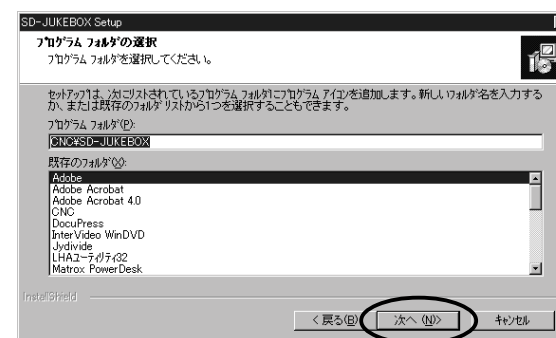 SD-JUKEBOX Setup
ﾌﾟﾛｸﾞﾗﾑ ﾌｫﾙﾀﾞの選択
ﾌﾟﾛｸﾞﾗﾑ ﾌｫﾙﾀﾞを選択してください。
ｾｯﾄｱｯﾌﾟは、次にﾘｽﾄされているﾌﾟﾛｸﾞﾗﾑ ﾌｫﾙﾀﾞにﾌﾟﾛｸﾞﾗﾑ ｱｲｺﾝを追加します。新しいﾌｫﾙﾀﾞ名を入力する
か、または既存のﾌｫﾙﾀﾞ ﾘｽﾄから1つを選択することもできます。
ﾌﾟﾛｸﾞﾗﾑ ﾌｫﾙﾀﾞ(P):
CNC¥SD-JUKEBOX
既存のﾌｫﾙﾀﾞ(X):
Adobe
Adobe Acrobat
Adobe Acrobat 4.0
CNC
DocuPress
InterVideo WinDVD
Jydivide
LHAﾕｰﾃｨﾘﾃｨ32
Matrox PowerDesk
InstallShield
< 戻る(B)
次へ (N)>
ｷｬﾝｾﾙ